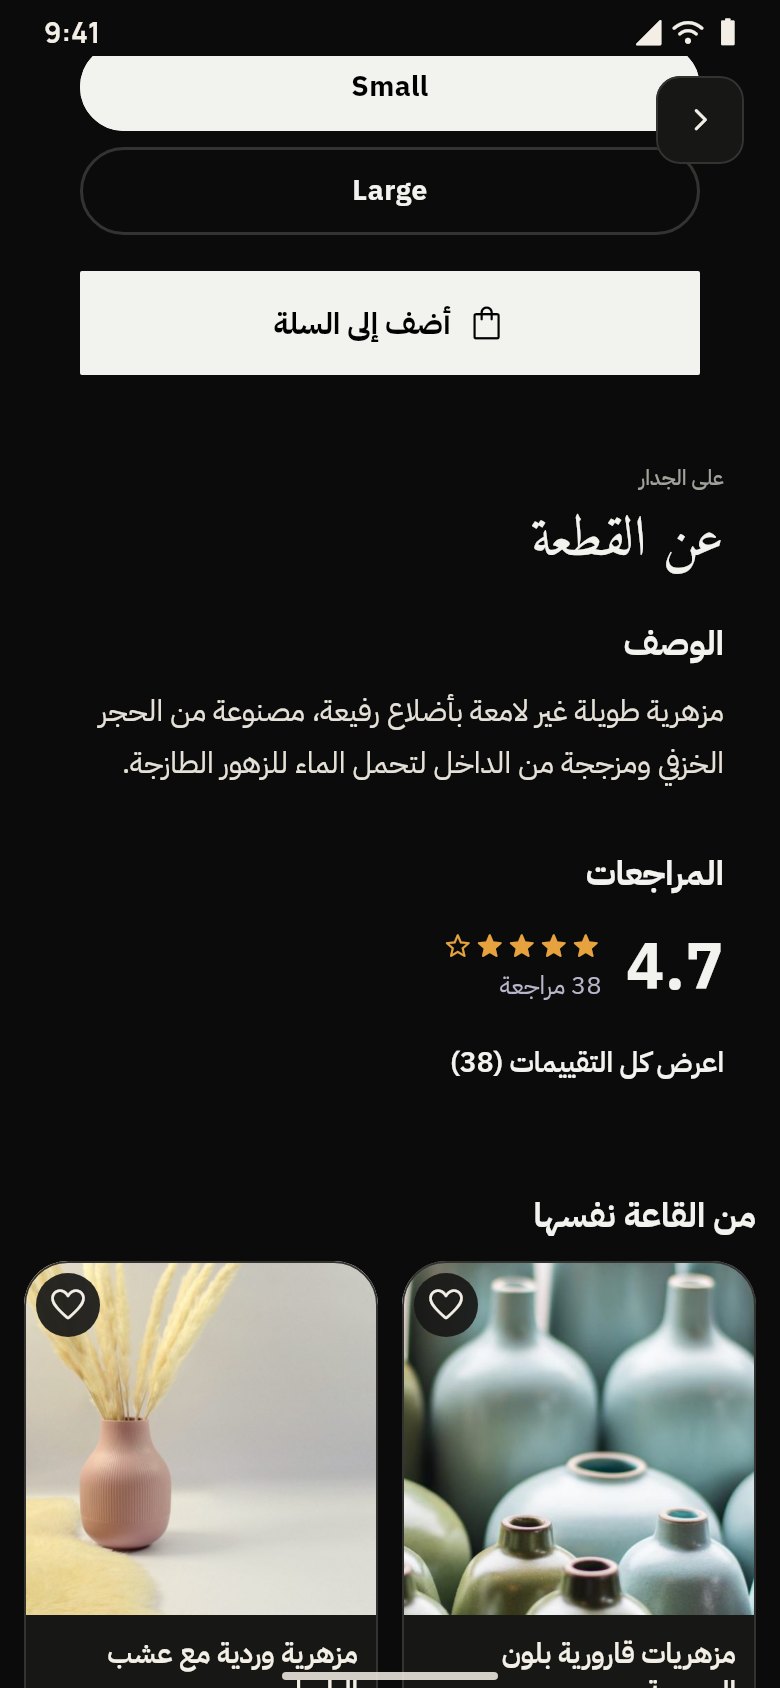 9:41
Small
Large
أضف إلى السلة
على الجدار
عن القطعة
الوصف
مزهرية طويلة غير لامعة بأضلاع رفيعة، مصنوعة من الحجر
الخزفي ومزججة من الداخل لتحمل الماء للزهور الطازجة.
المراجعات
4.7
38 مراجعة
اعرض كل التقييمات (38)
من القاعة نفسها
مزهريات قارورية بلون
مزهرية وردية مع عشب